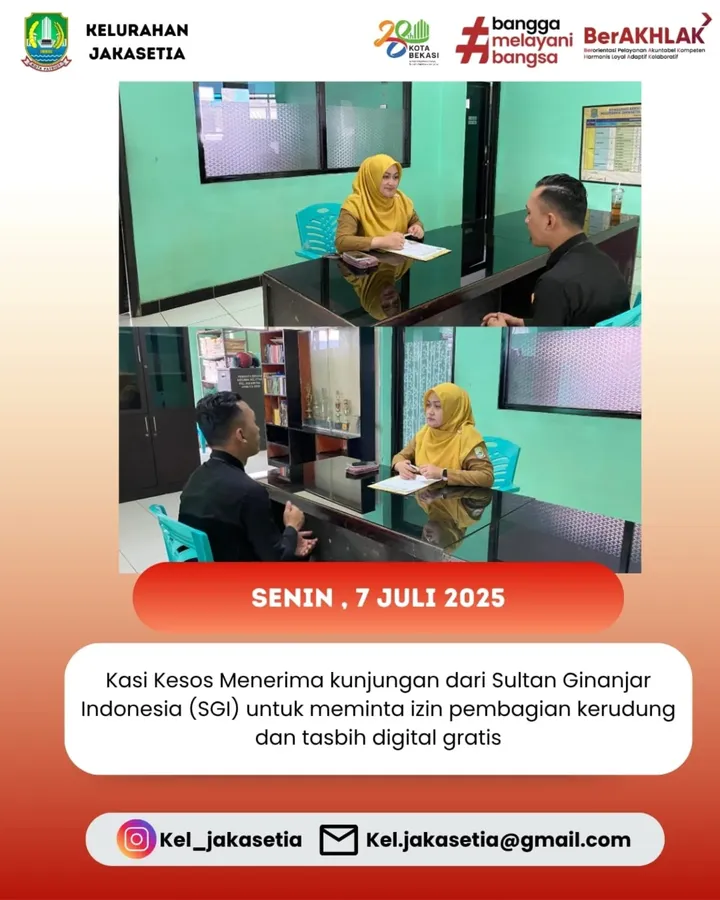 KELURAHAN
JAKASETIA
28 KOTA
BEKASI
#bangga
melayani
bangsa
BerAKHLAK
Berorientasi Pelayanan Akuntabel Kompeten
Harmonis Loyal Adaptif Kolaboratif
SENIN , 7 JULI 2025
Kasi Kesos Menerima kunjungan dari Sultan Ginanjar
Indonesia (SGI) untuk meminta izin pembagian kerudung
dan tasbih digital gratis
Kel_jakasetia
Kel.jakasetia@gmail.com